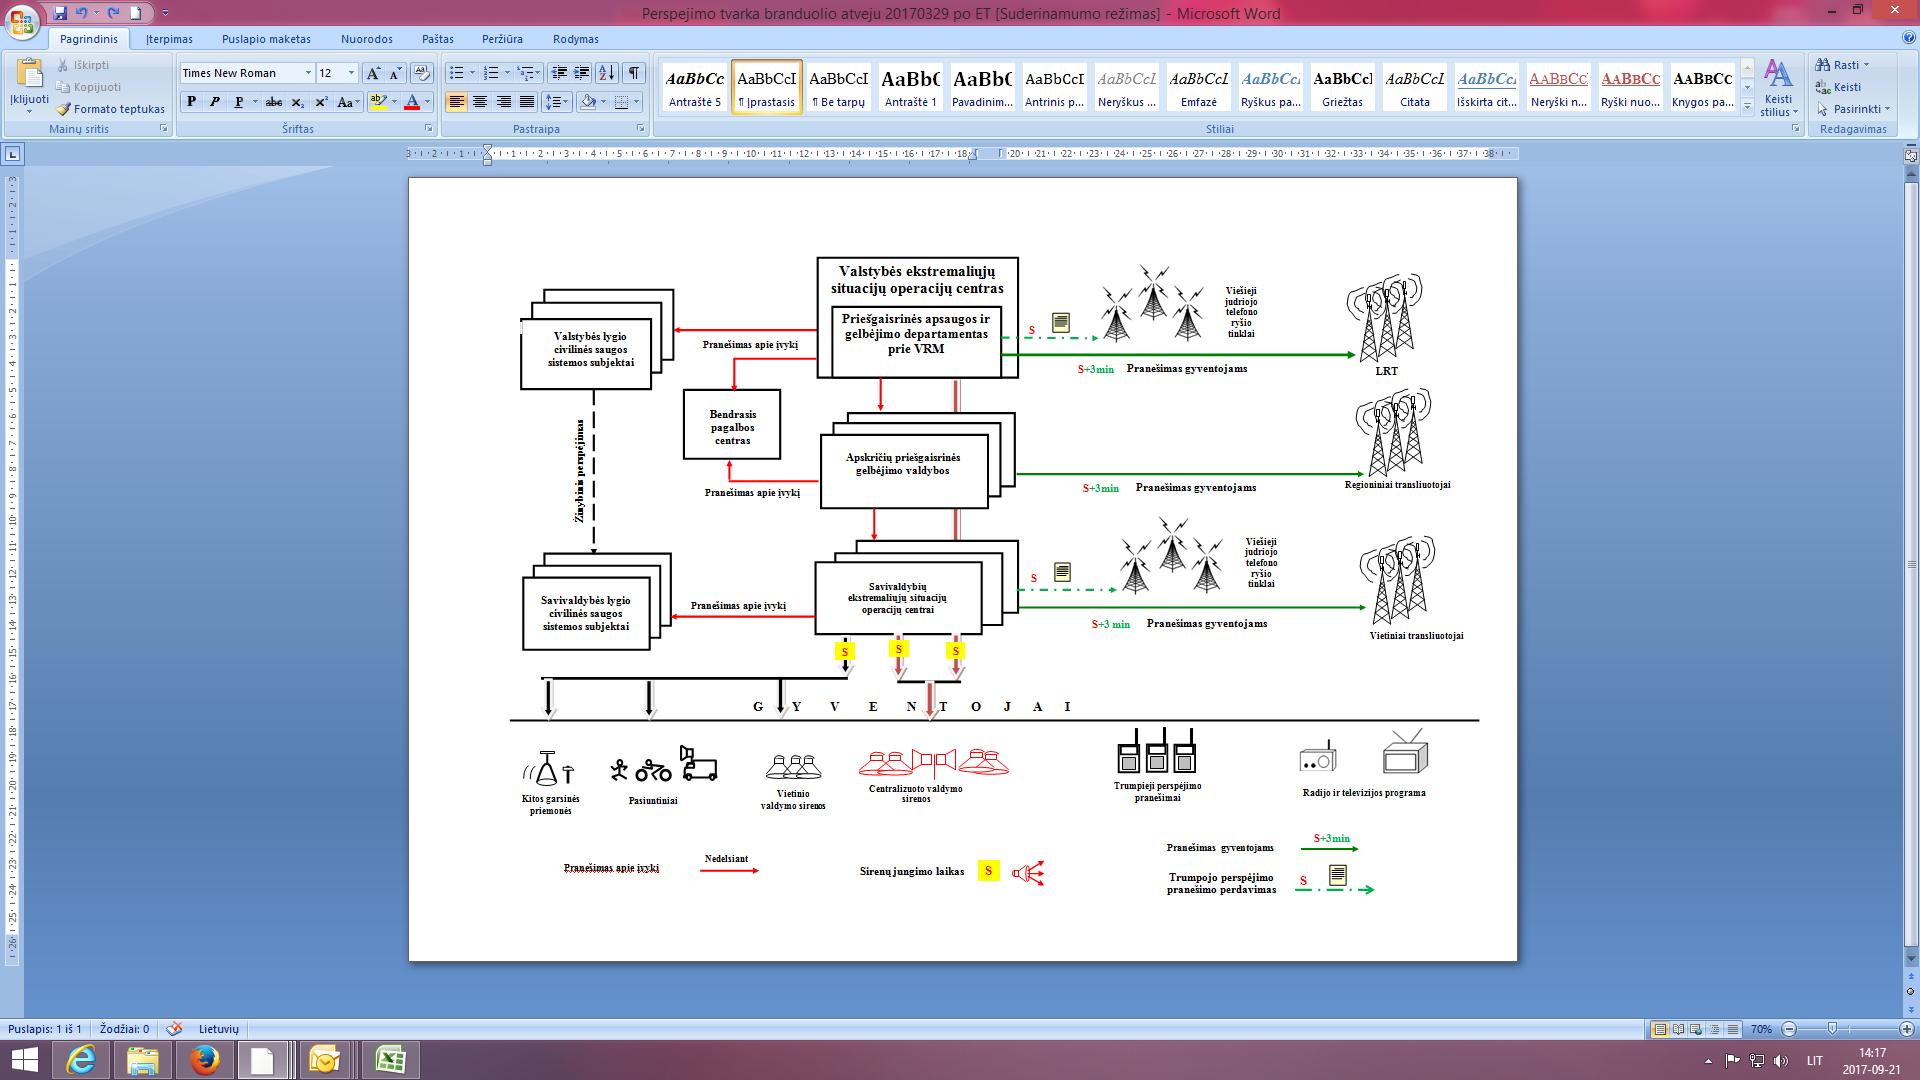 Perspejimo tvarka branduolio atveju 20170329 po ET [Suderinamumo režimas] - Microsoft Word
Pagrindinis
Įterpimas
Puslapio maketas
Nuorodos
Paštas
Peržiūra
Rodymas
Įklijuoti
Iškirpti
Kopijuoti
Formato teptukas
Mainų sritis
Times New Roman
12
Šriftas
Pastraipa
AaBbCc
Antraštė 5
AaBbCcI
¶ Įprastasis
AaBbCcI
¶ Be tarpų
AaBbC
Antraštė 1
AaBbC
Pavadinim...
AaBbCcI
Antrinis p...
AaBbCcL
Neryškus ...
AaBbCcL
Emfazė
AaBbCcL
Ryškus pa...
AaBbCcI
Griežtas
AaBbCcL
Citata
AaBbCcL
Išskirta cit...
AaBbCc
Neryški n...
AaBbCc
Ryški nuo...
AaBbCc
Knygos pa...
Keisti
stilius
Stiliai
Rasti
Keisti
Pasirinkti
Redagavimas
Valstybės ekstremaliųjų
situacijų operacijų centras
Priešgaisrinės apsaugos ir
gelbėjimo departamentas
prie VRM
Valstybės lygio
civilinės saugos
sistemos subjektai
Pranešimas apie įvykį
S
Viešieji
judriojo
telefono
ryšio
tinklai
S+3min Pranešimas gyventojams
LRT
Bendrasis
pagalbos
centras
Žinybinis perspėjimas
Apskričių priešgaisrinės
gelbėjimo valdybos
Pranešimas apie įvykį
S+3min Pranešimas gyventojams
Regioniniai transliuotojai
Savivaldybės lygio
civilinės saugos
sistemos subjektai
Pranešimas apie įvykį
Savivaldybių
ekstremaliųjų situacijų
operacijų centrai
S
Viešieji
judriojo
telefono
ryšio
tinklai
S+3 min Pranešimas gyventojams
Vietiniai transliuotojai
S
S
S
G Y V E N T O J A I
Kitos garsinės
priemonės
Pasiuntiniai
Vietinio
valdymo sirenos
Centralizuoto valdymo
sirenos
Trumpieji perspėjimo
pranešimai
Radijo ir televizijos programa
Pranešimas apie įvykį
Nedelsiant
Sirenų jungimo laikas
S
Pranešimas gyventojams
S+3min
Trumpojo perspėjimo
pranešimo perdavimas
S
Puslapis: 1 iš 1
Žodžiai: 0
Lietuvių
70%
LIT
14:17
2017-09-21